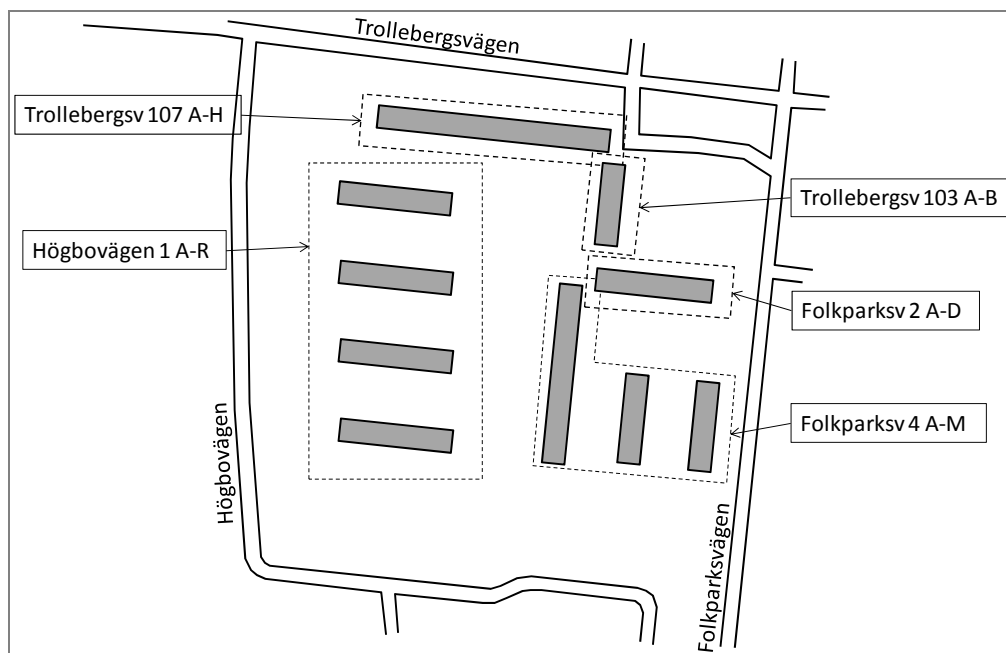 Trollebergsvägen
Trollebergsv 107 A-H
Trollebergsv 103 A-B
Högbovägen 1 A-R
Folkparksv 2 A-D
Folkparksv 4 A-M
Högbovägen
Folkparksvägen